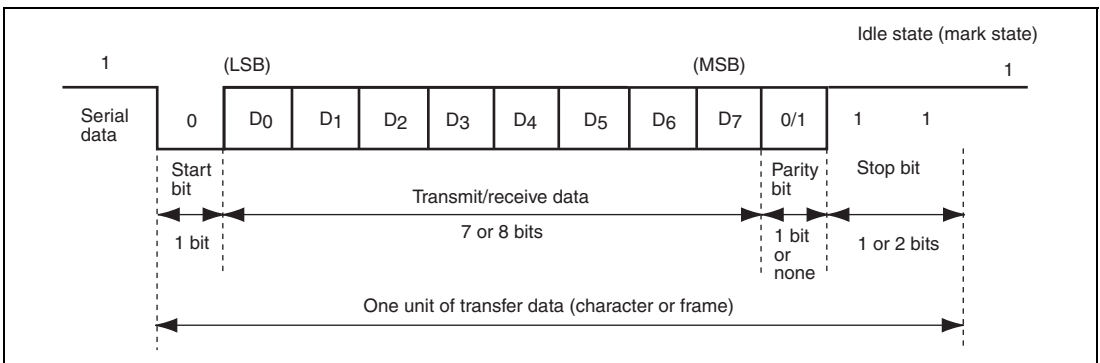 Idle state (mark state)
1 (LSB) (MSB) 1
Serial data
0 D0 D1 D2 D3 D4 D5 D6 D7 0/1 1 1
Start bit
Parity bit
Stop bit
Transmit/receive data
1 bit
7 or 8 bits
1 bit or none
1 or 2 bits
One unit of transfer data (character or frame)